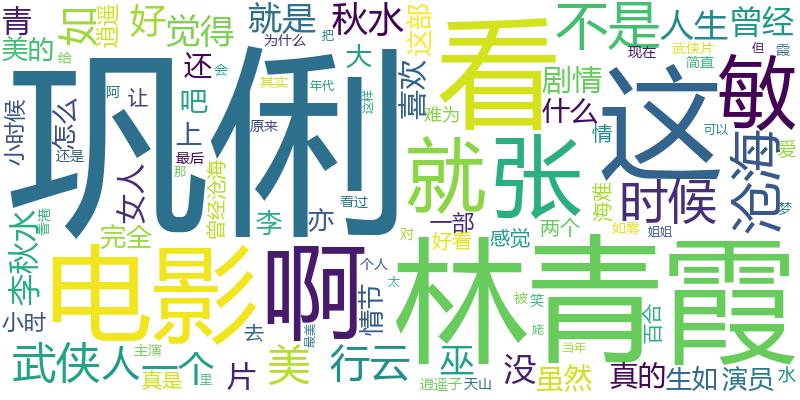 青
美的
如
逍遥
好
觉得
就是
为什么
把
秋水
这部
不是
人生
曾经
武侠片
但
霞
现在
简直
给
还
会
大
其实
年代
这样
喜欢
看
剧情
什么
敏
小时候
还是
怎么
阿
让
吧
上
最后
那
原来
难为
情
这
可以
沧海
爱
巩俐
女人
曾经沧海
就
张
海难
时候
梦
李秋水
香港
完全
李
亦
看过
一部
好看
感觉
两个
如雾
姐姐
对
电影
啊
个人
太
情节
林青霞
被
笑
姥
百合
小时
去
最美
当年
武侠
人
主演
真是
一个
里
片
美
行云
逍遥子
巫
天山
没
虽然
真的
生如
演员
水